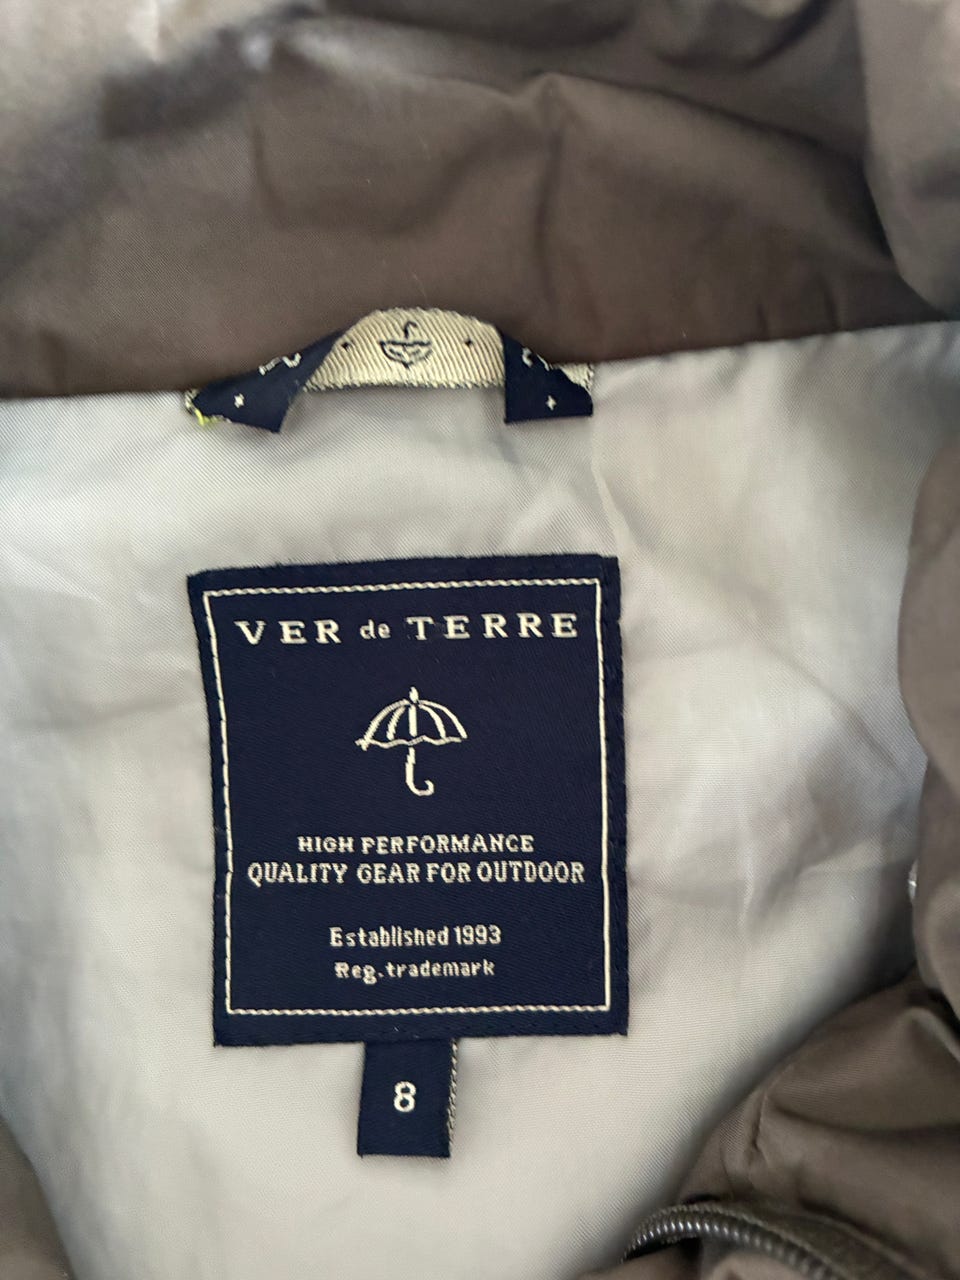 VER de TERRE
HIGH PERFORMANCE
QUALITY GEAR FOR OUTDOOR
Established 1993
Reg. trademark
8